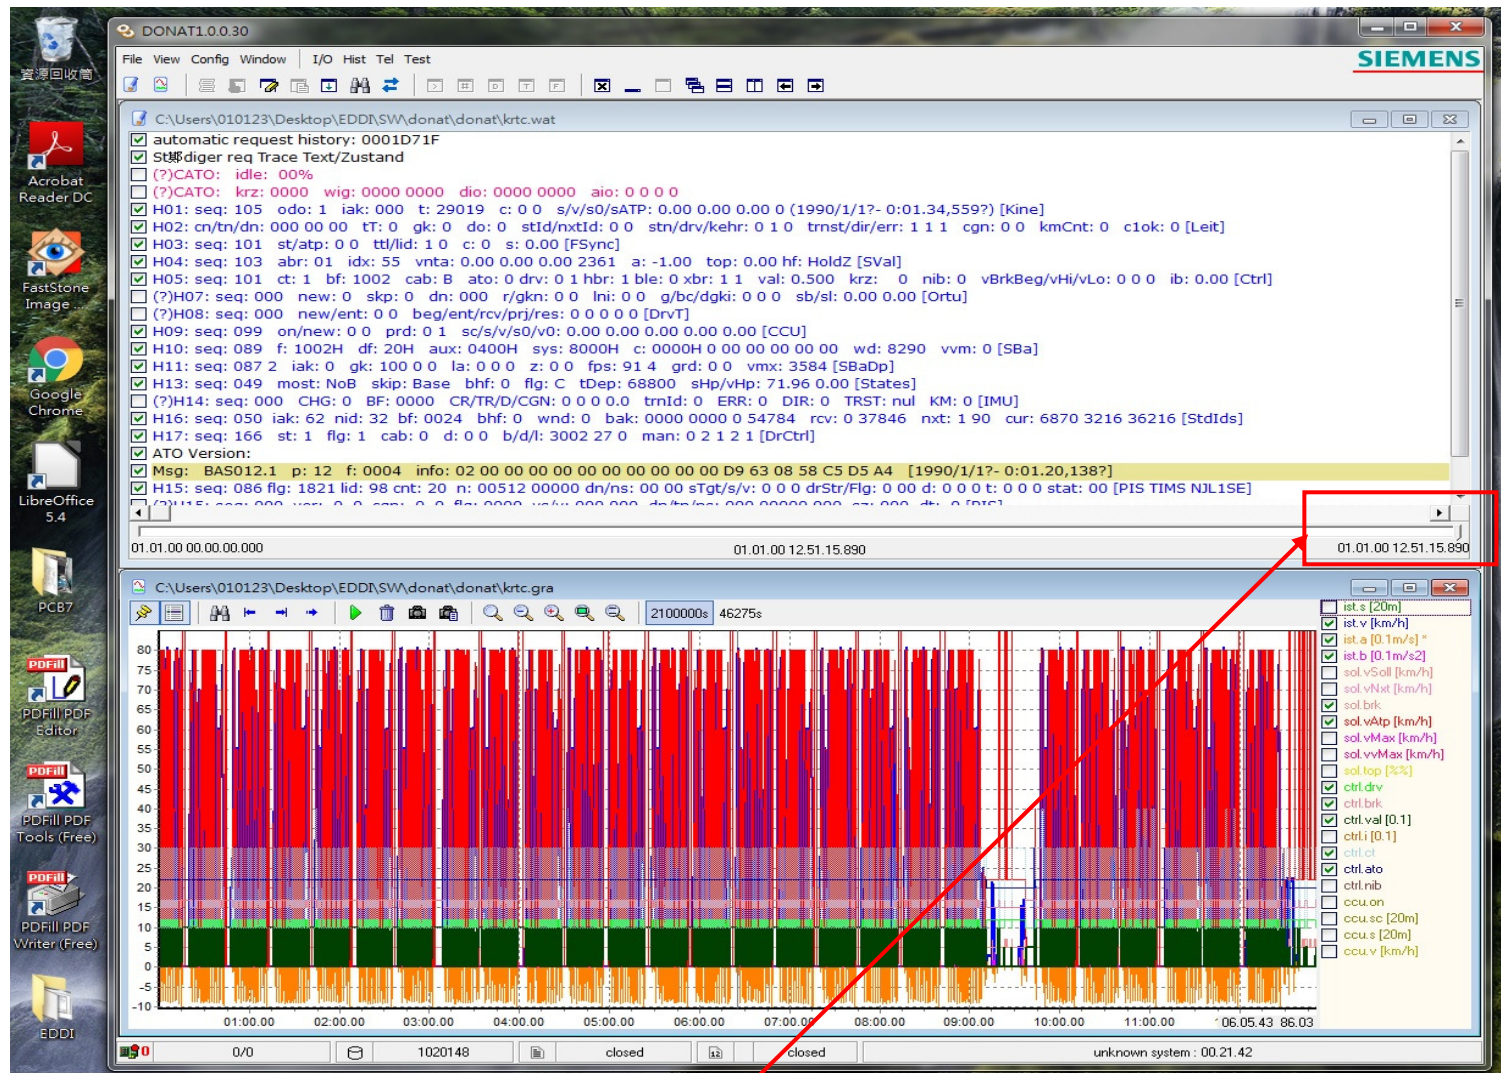 資源回收筒
Acrobat
Reader DC
FastStone
Image ...
Google
Chrome
LibreOffice
5.4
PCB7
PDFill
PDFill PDF
Editor
PDFill
PDFill PDF
Tools (Free)
PDFill
PDFill PDF
Writer (Free)
EDDI
DONAT1.0.0.30
File View Config Window I/O Hist Tel Test
SIEMENS
C:\Users\010123\Desktop\EDDI\SW\donat\donat\krtc.wat
automatic request history: 0001D71F
diger req Trace Text/Zustand
(?)CATO: idle: 00%
(?)CATO: krz: 0000 wig: 0000 0000 dio: 0000 0000 aio: 0 0 0 0
H01: seq: 105 odo: 1 iak: 000 t: 29019 c: 0 0 s/v/s0/sATP: 0.00 0.00 0.00 0 (1990/1/1?- 0:01.34,559?) [Kine]
H02: cn/tn/dn: 000 00 00 tT: 0 gk: 0 do: 0 stId/nxtId: 0 0 stn/drv/kehr: 0 1 0 trnst/dir/err: 1 1 1 cgn: 0 0 kmCnt: 0 c1ok: 0 [Leit]
H03: seq: 101 st/atp: 0 0 ttl/lid: 1 0 c: 0 s: 0.00 [FSync]
H04: seq: 103 abr: 01 idx: 55 vnta: 0.00 0.00 0.00 2361 a: -1.00 top: 0.00 hf: HoldZ [SVal]
H05: seq: 101 ct: 1 bf: 1002 cab: B ato: 0 drv: 0 1 hbr: 1 ble: 0 xbr: 1 1 val: 0.500 krz: 0 nib: 0 vBrkBeg/vHi/vLo: 0 0 0 ib: 0.00 [Ctrl]
(?)H07: seq: 000 new: 0 skp: 0 dn: 000 r/gkn: 0 0 lni: 0 0 g/bc/dgki: 0 0 0 sb/sl: 0.00 0.00 [Ortu]
(?)H08: seq: 000 new/ent: 0 0 beg/ent/rcv/prj/res: 0 0 0 0 0 [DrvT]
H09: seq: 099 on/new: 0 0 prd: 0 1 sc/s/v/s0/v0: 0.00 0.00 0.00 0.00 0.00 [CCU]
H10: seq: 089 f: 1002H df: 20H aux: 0400H sys: 8000H c: 0000H 0 00 00 00 00 00 wd: 8290 vvm: 0 [SBa]
H11: seq: 087 2 iak: 0 gk: 100 0 0 la: 0 0 0 z: 0 0 fps: 91 4 grd: 0 0 vmx: 3584 [SBaDp]
H13: seq: 049 most: NoB skip: Base bhf: 0 flg: C tDep: 68800 sHp/vHp: 71.96 0.00 [States]
(?)H14: seq: 000 CHG: 0 BF: 0000 CR/TR/D/CGN: 0 0 0 0.0 trnId: 0 ERR: 0 DIR: 0 TRST: nul KM: 0 [IMU]
H16: seq: 050 iak: 62 nid: 32 bf: 0024 bhf: 0 wnd: 0 bak: 0000 0000 0 54784 rcv: 0 37846 nxt: 1 90 cur: 6870 3216 36216 [StdIds]
H17: seq: 166 st: 1 flg: 1 cab: 0 d: 0 0 b/d/l: 3002 27 0 man: 0 2 1 2 1 [DrCtrl]
ATO Version:
Msg: BAS012.1 p: 12 f: 0004 info: 02 00 00 00 00 00 00 00 00 00 00 D9 63 08 58 C5 D5 A4 [1990/1/1?- 0:01.20,138?]
H15: seq: 086 flg: 1821 lid: 98 cnt: 20 n: 00512 00000 dn/ns: 00 00 sTgt/s/v: 0 0 0 drStr/Flg: 0 00 d: 0 0 0 t: 0 0 0 stat: 00 [PIS TIMS NJL1SE]
01.01.00 00.00.00.000 01.01.00 12.51.15.890 01.01.00 12.51.15.890
C:\Users\010123\Desktop\EDDI\SW\donat\donat\krtc.gra
2100000s 46275s
80
75
70
65
60
55
50
45
40
35
30
25
20
15
10
5
0
-5
-10
01:00.00 02:00.00 03:00.00 04:00.00 05:00.00 06:00.00 07:00.00 08:00.00 09:00.00 10:00.00 11:00.00 06.05.43 86.03
ist.s [20m]
ist.v [km/h]
ist.a [0.1m/s] *
ist.b [0.1m/s2]
sol.vSoll [km/h]
sol.vNxt [km/h]
sol.brk
sol.vAtp [km/h]
sol.vMax [km/h]
sol.vvMax [km/h]
sol.top [%%]
ctrl.drv
ctrl.brk
ctrl.val [0.1]
ctrl.i [0.1]
ctrl.ct
ctrl.ato
ctrl.nib
ccu.on
ccu.sc [20m]
ccu.s [20m]
ccu.v [km/h]
0 0/0 1020148 closed 12 closed unknown system : 00.21.42